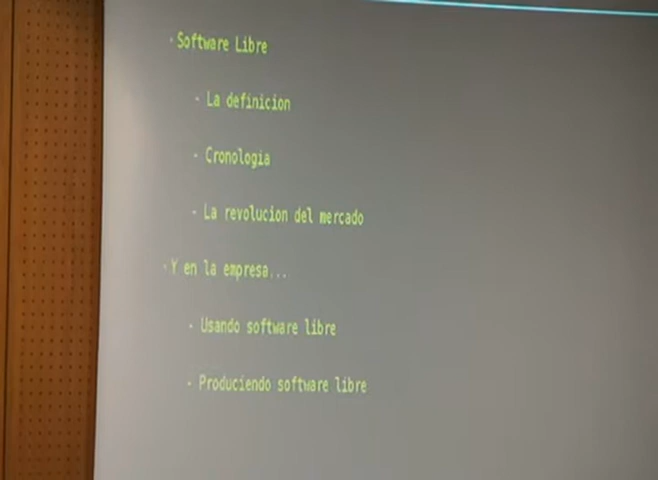 - Software Libre
- La definicion
- Cronologia
- La revolucion del mercado
- Y en la empresa...
- Usando software libre
- Produciendo software libre